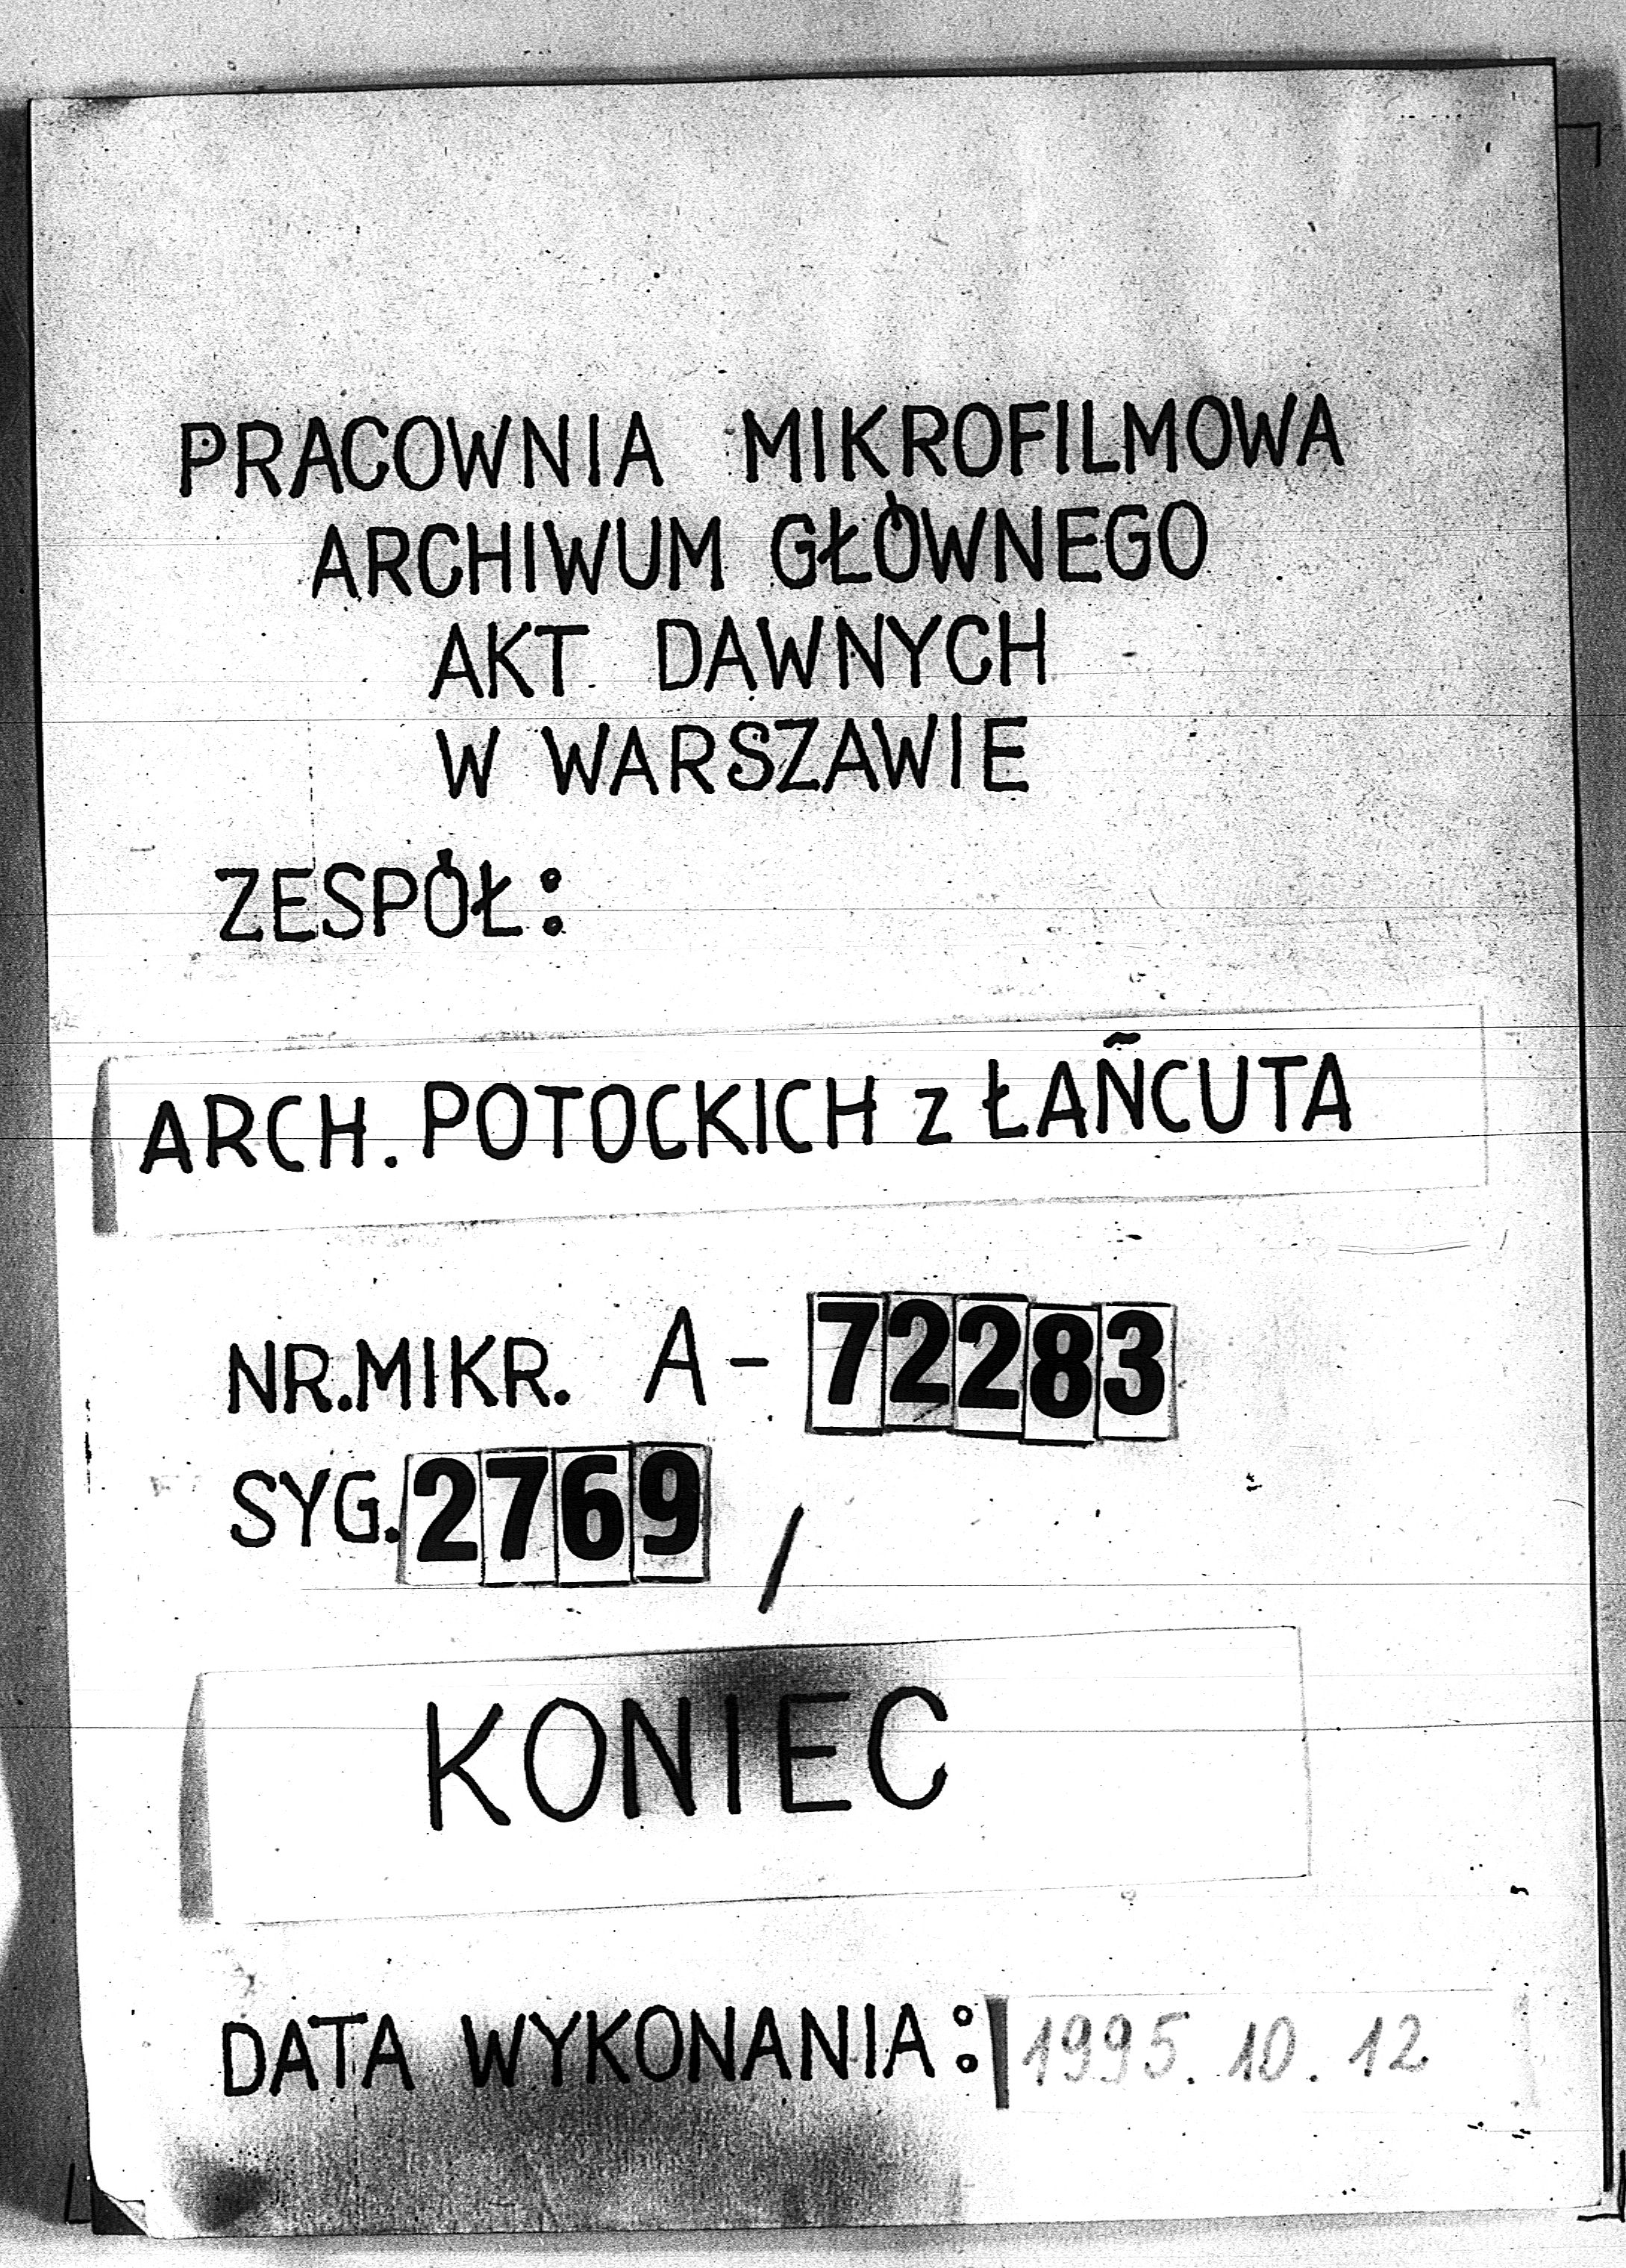 PRACOWNIA MIKROFILMOWA
ARCHIWUM GŁÓWNEGO
AKT DAWNYCH
W WARSZAWIE
ZESPÓŁ:
ARCH. POTOCKICH z ŁAŃCUTA
NR.MIKR. A-72283
SYG.2769 /
KONIEC
DATA WYKONANIA: 1995.10.12